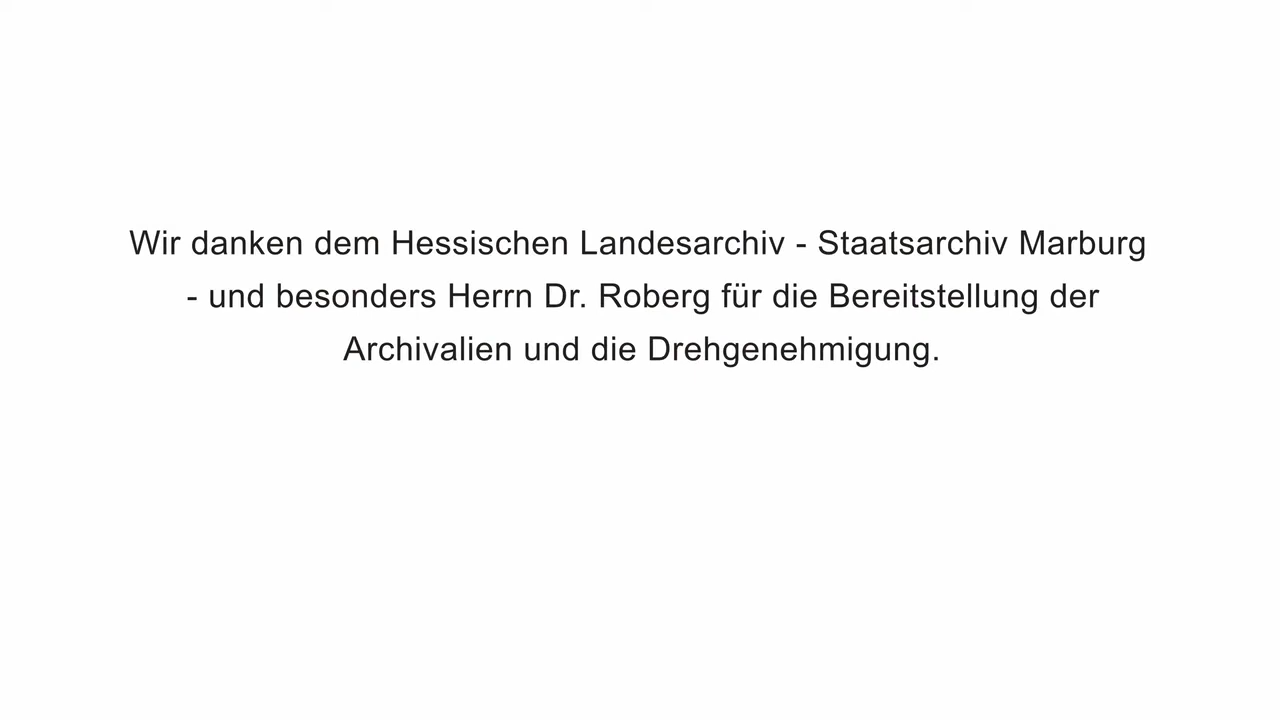 Wir danken dem Hessischen Landesarchiv - Staatsarchiv Marburg
- und besonders Herrn Dr. Roberg für die Bereitstellung der
Archivalien und die Drehgenehmigung.